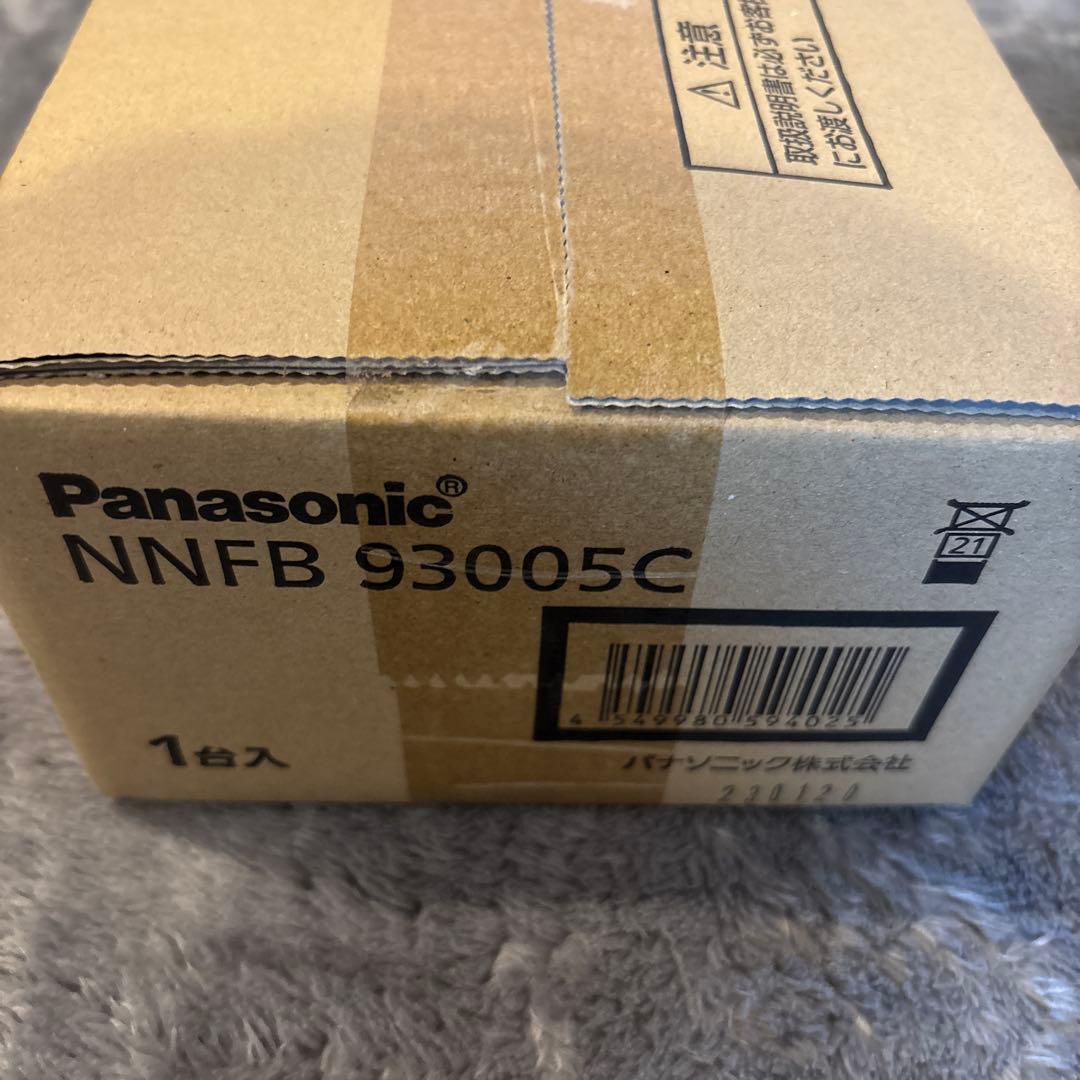 ⚠ 注意
取扱説明書は必ずお客様
にお渡しください
Panasonic®
NNFB 93005C
21
4 549980 594025
1台入
パナソニック株式会社
230120